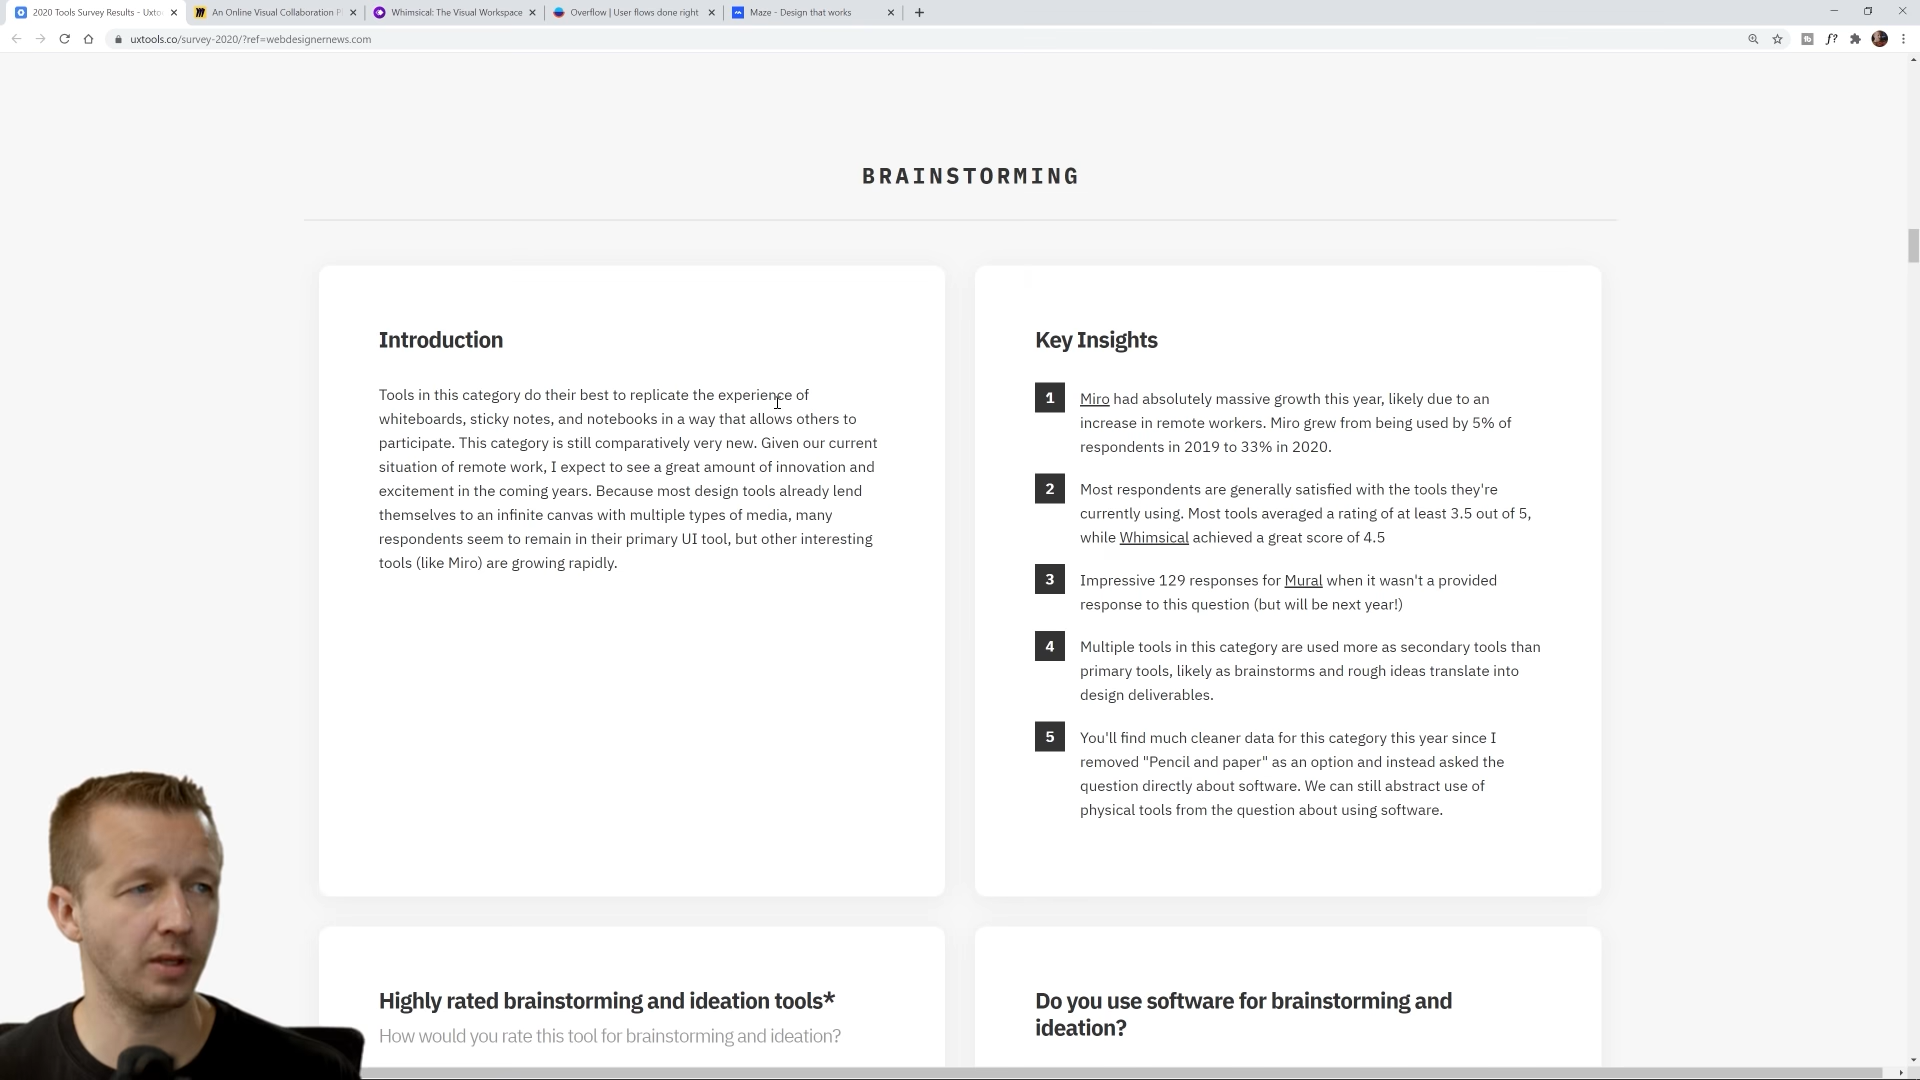 2020 Tools Survey Results - Uxto
An Online Visual Collaboration P
Whimsical: The Visual Workspace
Overflow | User flows done right
Maze - Design that works
uxtools.co/survey-2020/?ref=webdesignernews.com
f?
BRAINSTORMING
Introduction
Tools in this category do their best to replicate the experience of
whiteboards, sticky notes, and notebooks in a way that allows others to
participate. This category is still comparatively very new. Given our current
situation of remote work, I expect to see a great amount of innovation and
excitement in the coming years. Because most design tools already lend
themselves to an infinite canvas with multiple types of media, many
respondents seem to remain in their primary UI tool, but other interesting
tools (like Miro) are growing rapidly.
Key Insights
1 Miro had absolutely massive growth this year, likely due to an
increase in remote workers. Miro grew from being used by 5% of
respondents in 2019 to 33% in 2020.
2 Most respondents are generally satisfied with the tools they're
currently using. Most tools averaged a rating of at least 3.5 out of 5,
while Whimsical achieved a great score of 4.5
3 Impressive 129 responses for Mural when it wasn't a provided
response to this question (but will be next year!)
4 Multiple tools in this category are used more as secondary tools than
primary tools, likely as brainstorms and rough ideas translate into
design deliverables.
5 You'll find much cleaner data for this category this year since I
removed "Pencil and paper" as an option and instead asked the
question directly about software. We can still abstract use of
physical tools from the question about using software.
Highly rated brainstorming and ideation tools*
How would you rate this tool for brainstorming and ideation?
Do you use software for brainstorming and
ideation?